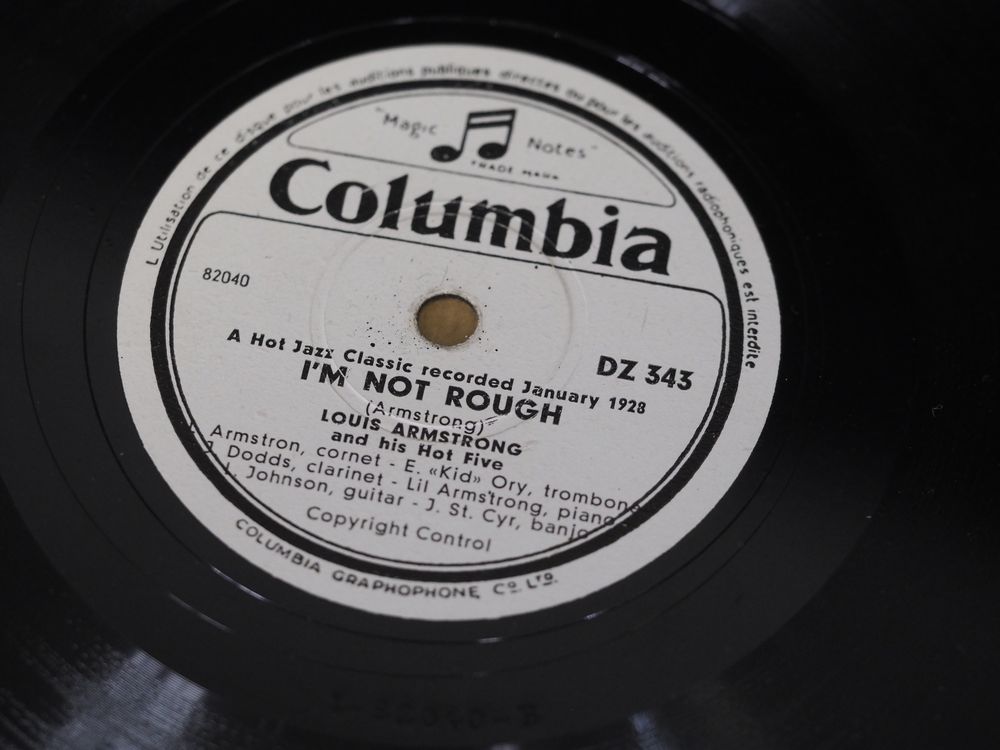 L Utilisation de ce disque pour les auditions publiques directes ou pour les auditions radiophoniques est interdite
"Magic Notes"
TRADE MARK
Columbia
82040
DZ 343
A Hot Jazz Classic recorded January 1928
I'M NOT ROUGH
(Armstrong)
LOUIS ARMSTRONG
and his Hot Five
Armstron, cornet - E. «Kid» Ory, trombon
J. Dodds, clarinet - Lil Armstrong, piano
L. Johnson, guitar - J. St. Cyr, banjo
Copyright Control
COLUMBIA GRAPHOPHONE Co. LTD.